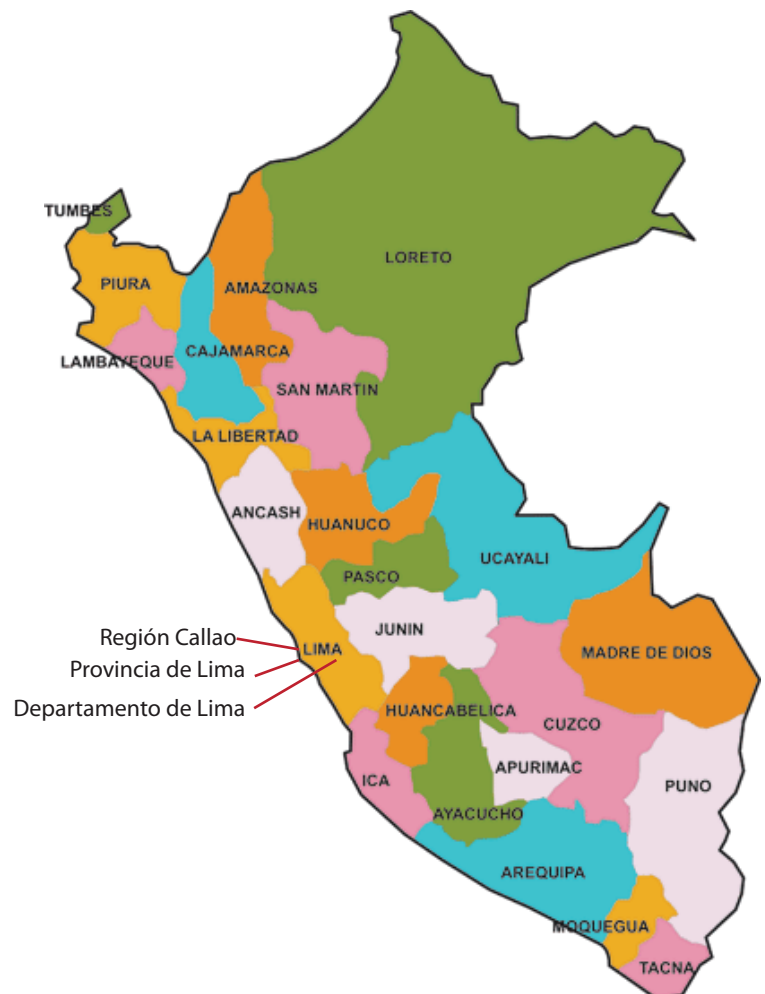 TUMBES
LORETO
PIURA
AMAZONAS
CAJAMARCA
LAMBAYEQUE
SAN MARTIN
LA LIBERTAD
ANCASH
HUANUCO
UCAYALI
PASCO
JUNIN
Región Callao
LIMA
MADRE DE DIOS
Provincia de Lima
Departamento de Lima
HUANCABELICA
CUZCO
APURIMAC
ICA
PUNO
AYACUCHO
AREQUIPA
MOQUEGUA
TACNA